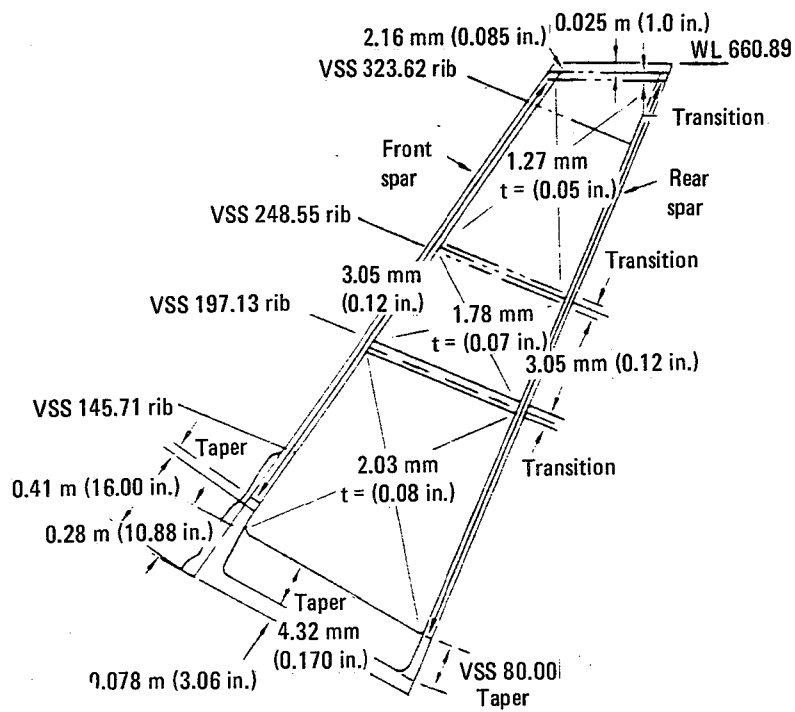 0.025 m (1.0 in.)
2.16 mm (0.085 in.)
WL 660.89
VSS 323.62 rib
Transition
Front
spar
1.27 mm
t = (0.05 in.)
Rear
spar
VSS 248.55 rib
Transition
3.05 mm
(0.12 in.)
VSS 197.13 rib
1.78 mm
t = (0.07 in.)
3.05 mm (0.12 in.)
VSS 145.71 rib
Taper
2.03 mm
t = (0.08 in.)
Transition
0.41 m (16.00 in.)
0.28 m (10.88 in.)
Taper
4.32 mm
(0.170 in.)
0.078 m (3.06 in.)
VSS 80.00
Taper